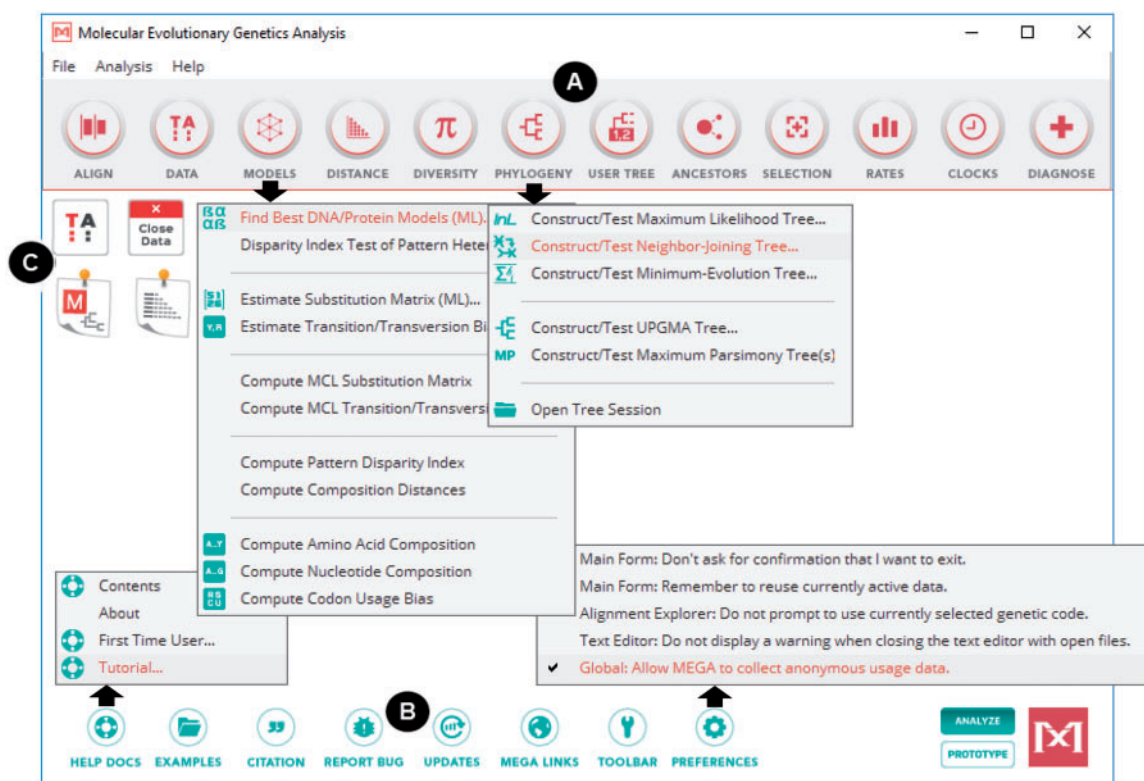 Molecular Evolutionary Genetics Analysis
File Analysis Help
A
TA
π
1,2
ALIGN DATA MODELS DISTANCE DIVERSITY PHYLOGENY USER TREE ANCESTORS SELECTION RATES CLOCKS DIAGNOSE
TA
×
Close
Data
C
M
Find Best DNA/Protein Models (ML)...
Disparity Index Test of Pattern Heter
Estimate Substitution Matrix (ML)...
Y,R
Estimate Transition/Transversion Bi
Compute MCL Substitution Matrix
Compute MCL Transition/Transversi
Compute Pattern Disparity Index
Compute Composition Distances
A..Y
Compute Amino Acid Composition
A..G
Compute Nucleotide Composition
RS
CU
Compute Codon Usage Bias
lnL
Construct/Test Maximum Likelihood Tree...
Construct/Test Neighbor-Joining Tree...
Construct/Test Minimum-Evolution Tree...
Construct/Test UPGMA Tree...
MP
Construct/Test Maximum Parsimony Tree(s)
Open Tree Session
Contents
About
First Time User...
Tutorial...
Main Form: Don't ask for confirmation that I want to exit.
Main Form: Remember to reuse currently active data.
Alignment Explorer: Do not prompt to use currently selected genetic code.
Text Editor: Do not display a warning when closing the text editor with open files.
Global: Allow MEGA to collect anonymous usage data.
B
HELP DOCS EXAMPLES CITATION REPORT BUG UPDATES MEGA LINKS TOOLBAR PREFERENCES
ANALYZE
PROTOTYPE
M